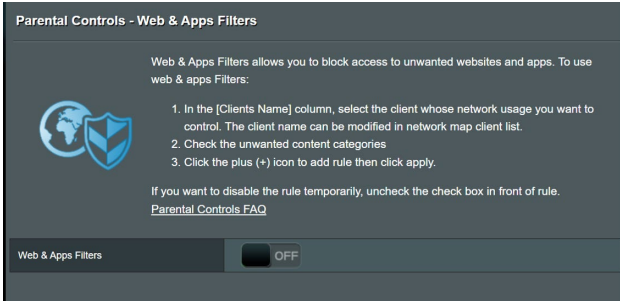 Parental Controls - Web & Apps Filters
Web & Apps Filters allows you to block access to unwanted websites and apps. To use
web & apps Filters:
1. In the [Clients Name] column, select the client whose network usage you want to
control. The client name can be modified in network map client list.
2. Check the unwanted content categories
3. Click the plus (+) icon to add rule then click apply.
If you want to disable the rule temporarily, uncheck the check box in front of rule.
Parental Controls FAQ
Web & Apps Filters
OFF